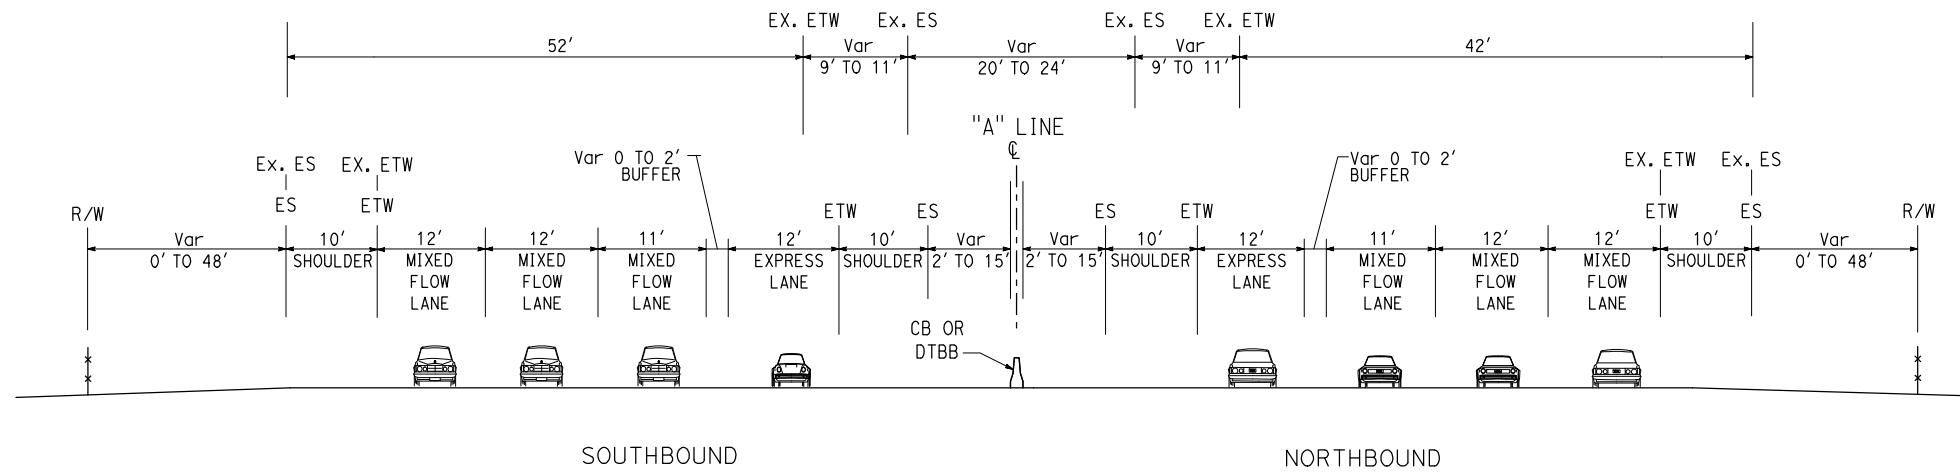 EX. ETW Ex. ES Ex. ES EX. ETW
52' Var Var Var 42'
9' TO 11' 20' TO 24' 9' TO 11'
"A" LINE
℄
Ex. ES EX. ETW Var 0 TO 2' Var 0 TO 2' EX. ETW Ex. ES
BUFFER BUFFER
R/W ES ETW ETW ES ES ETW ETW ES R/W
Var 10' 12' 12' 11' 12' 10' Var Var 10' 12' 11' 12' 12' 10' Var
0' TO 48' SHOULDER MIXED MIXED MIXED EXPRESS SHOULDER 2' TO 15' 2' TO 15' SHOULDER EXPRESS MIXED MIXED MIXED SHOULDER 0' TO 48'
FLOW FLOW FLOW LANE LANE FLOW FLOW FLOW
LANE LANE LANE LANE LANE LANE
CB OR
DTBB
SOUTHBOUND NORTHBOUND